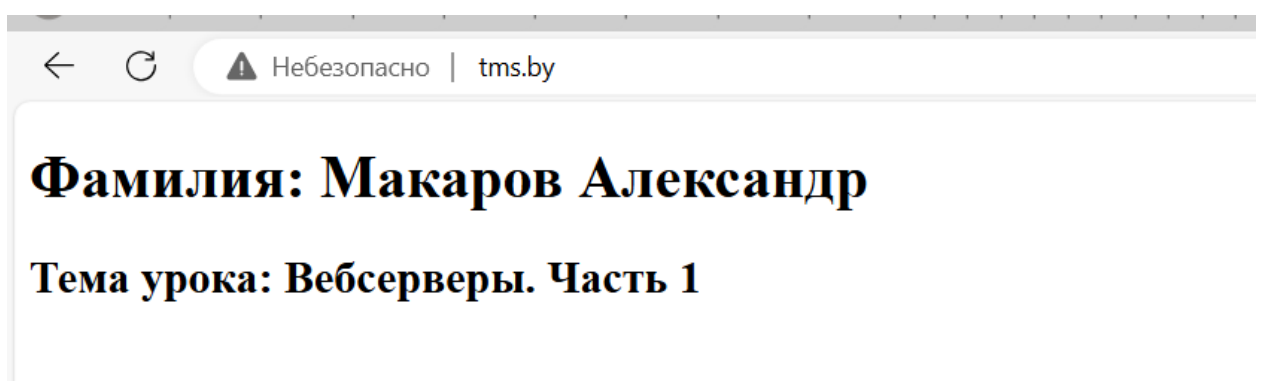 Небезопасно | tms.by
Фамилия: Макаров Александр
Тема урока: Вебсерверы. Часть 1